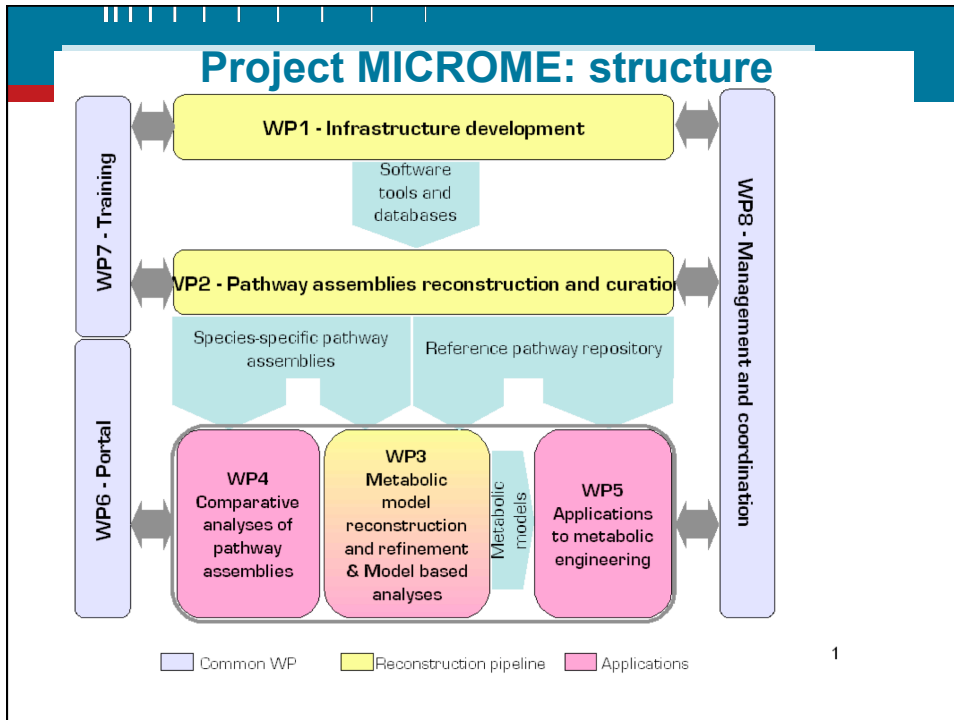 Project MICROME: structure
WP7 - Training
WP6 - Portal
WP1 - Infrastructure development
Software
tools and
databases
WP2 - Pathway assemblies reconstruction and curation
Species-specific pathway
assemblies
Reference pathway repository
WP4
Comparative
analyses of
pathway
assemblies
WP3
Metabolic
model
reconstruction
and refinement
& Model based
analyses
Metabolic
models
WP5
Applications
to metabolic
engineering
WP8 - Management and coordination
Common WP
Reconstruction pipeline
Applications
1